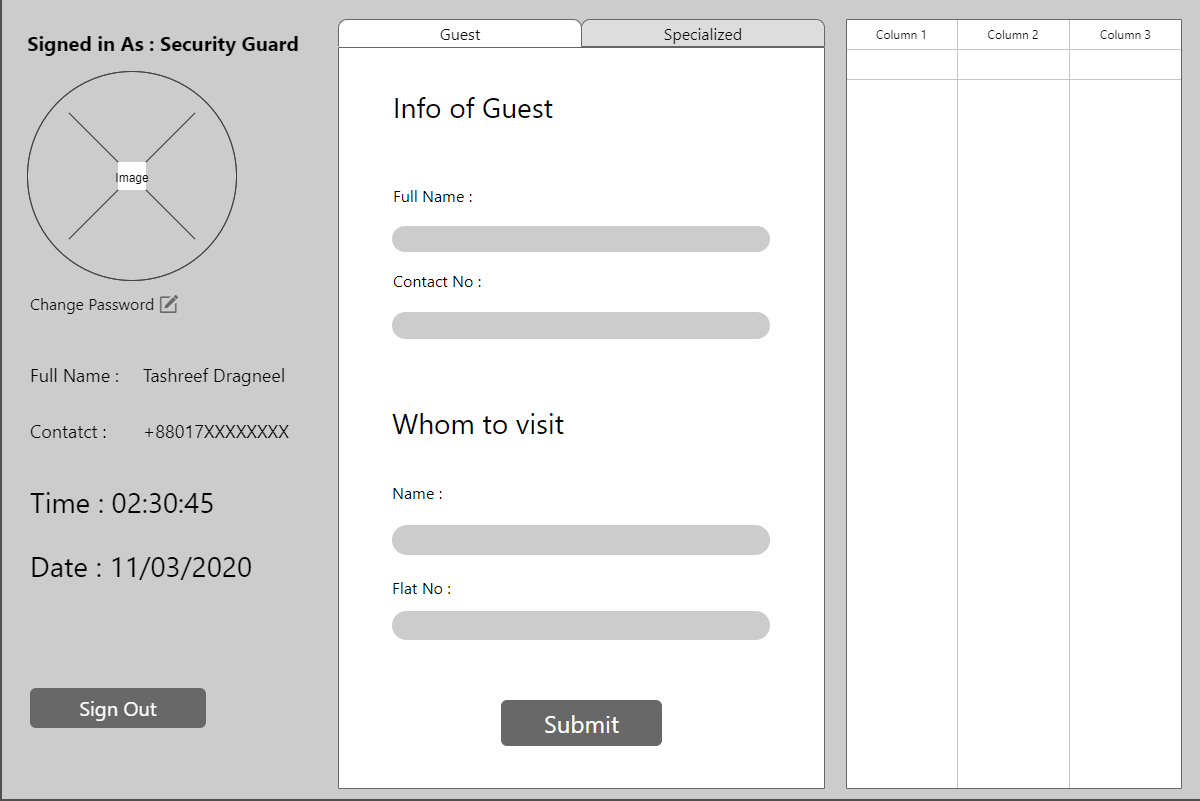 Signed in As : Security Guard
Image
Change Password
Full Name : Tashreef Dragneel
Contatct : +88017XXXXXXXX
Time : 02:30:45
Date : 11/03/2020
Sign Out
Guest
Specialized
Info of Guest
Full Name :
Contact No :
Whom to visit
Name :
Flat No :
Submit
Column 1
Column 2
Column 3